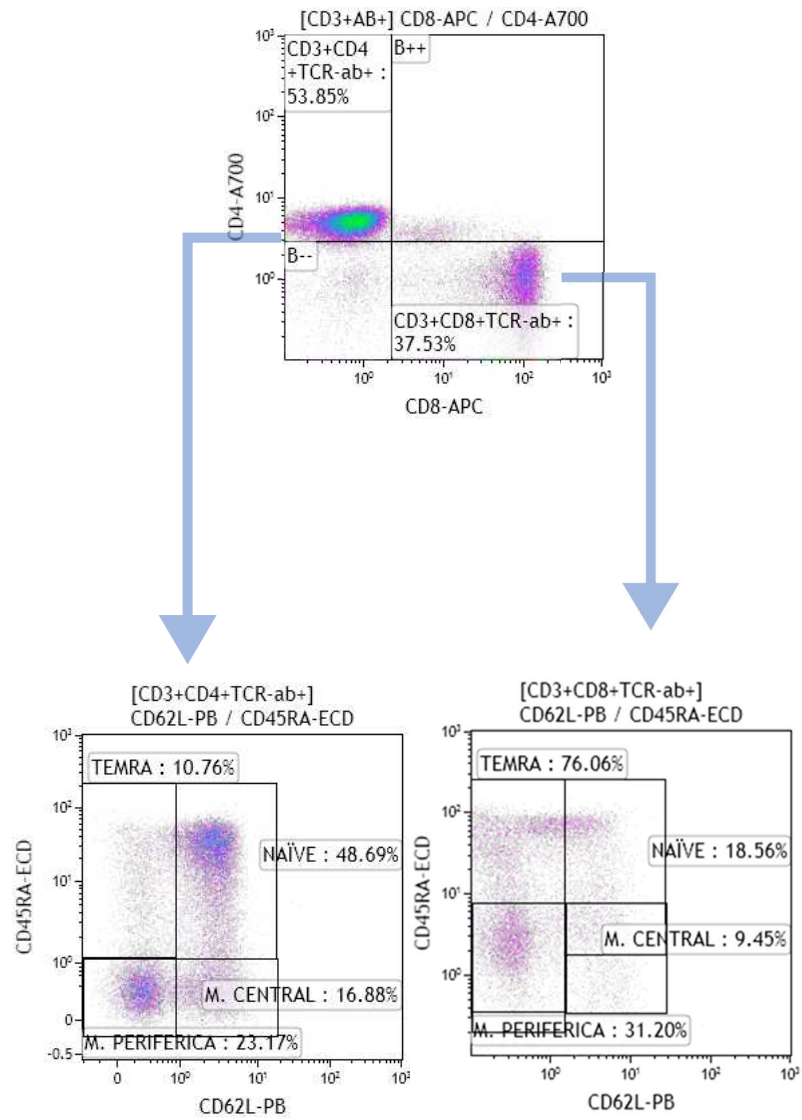 [CD3+AB+] CD8-APC / CD4-A700
10³
CD3+CD4
+TCR-ab+ :
53.85%
B++
10²
10¹
CD4-A700
B--
10⁰
CD3+CD8+TCR-ab+ :
37.53%
10⁰ 10¹ 10² 10³
CD8-APC
[CD3+CD4+TCR-ab+]
CD62L-PB / CD45RA-ECD
10³
TEMRA : 10.76%
10²
NAÏVE : 48.69%
10¹
CD45RA-ECD
10⁰
M. CENTRAL : 16.88%
0
M. PERIFERICA : 23.17%
-0.5
0 10⁰ 10¹ 10² 10³
CD62L-PB
[CD3+CD8+TCR-ab+]
CD62L-PB / CD45RA-ECD
10³
TEMRA : 76.06%
10²
NAÏVE : 18.56%
10¹
CD45RA-ECD
M. CENTRAL : 9.45%
10⁰
M. PERIFERICA : 31.20%
10⁰ 10¹ 10² 10³
CD62L-PB